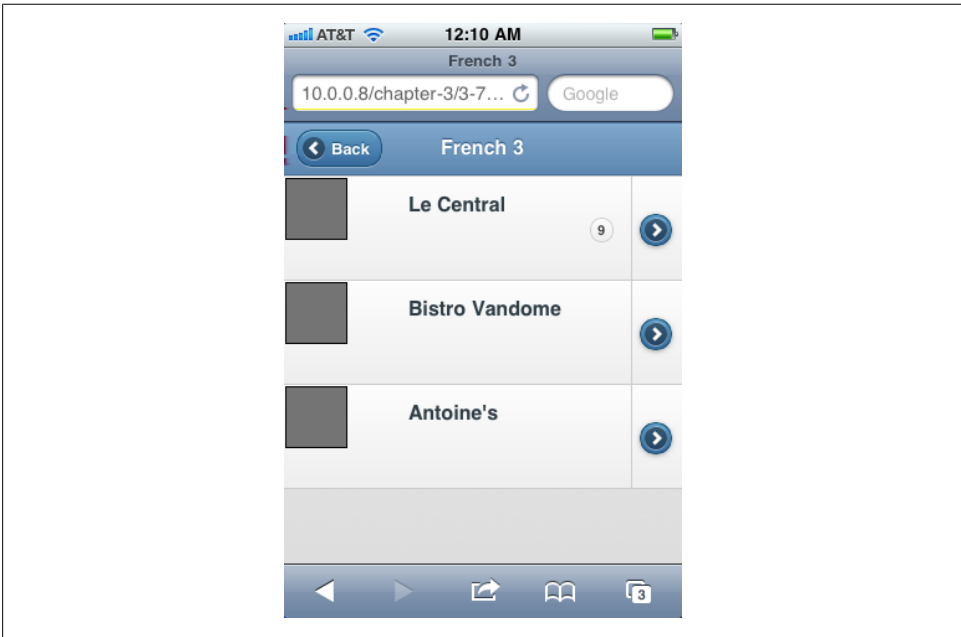 AT&T 12:10 AM
French 3
10.0.0.8/chapter-3/3-7... Google
Back French 3
Le Central
9
Bistro Vandome
Antoine's
3